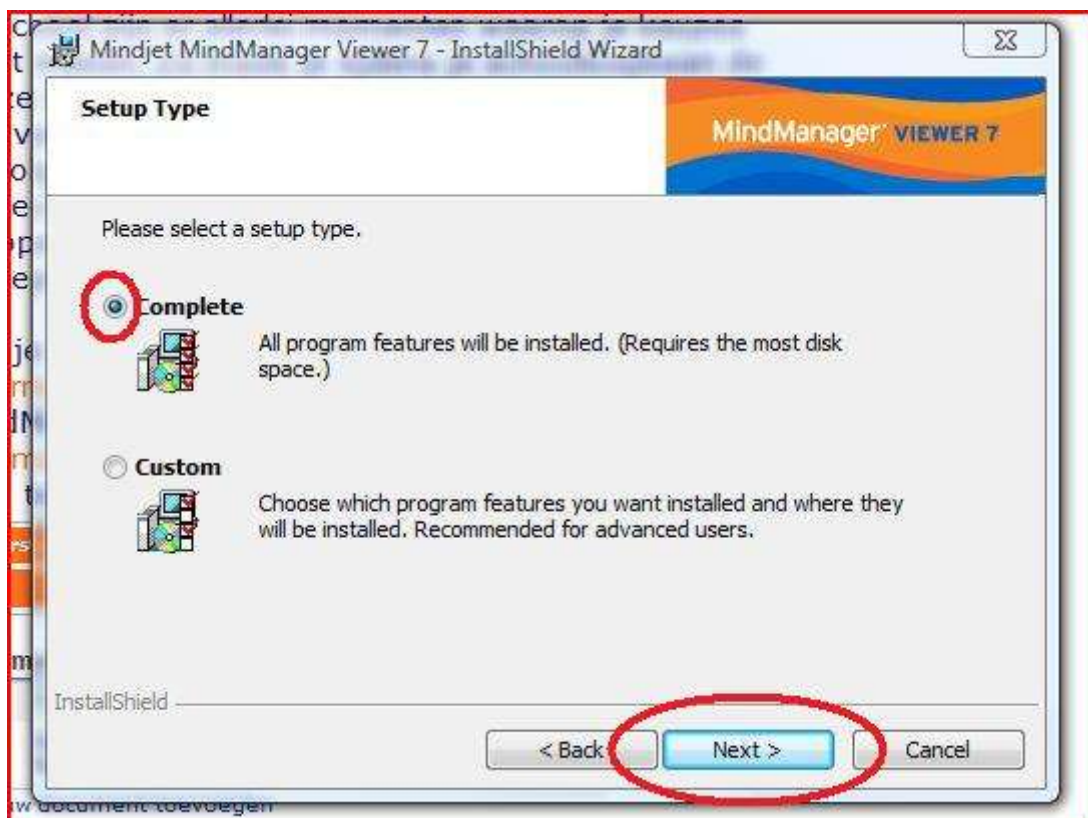 Mindjet MindManager Viewer 7 - InstallShield Wizard
Setup Type
MindManager VIEWER 7
Please select a setup type.
Complete
All program features will be installed. (Requires the most disk
space.)
Custom
Choose which program features you want installed and where they
will be installed. Recommended for advanced users.
InstallShield
< Back
Next >
Cancel
document toevoegen